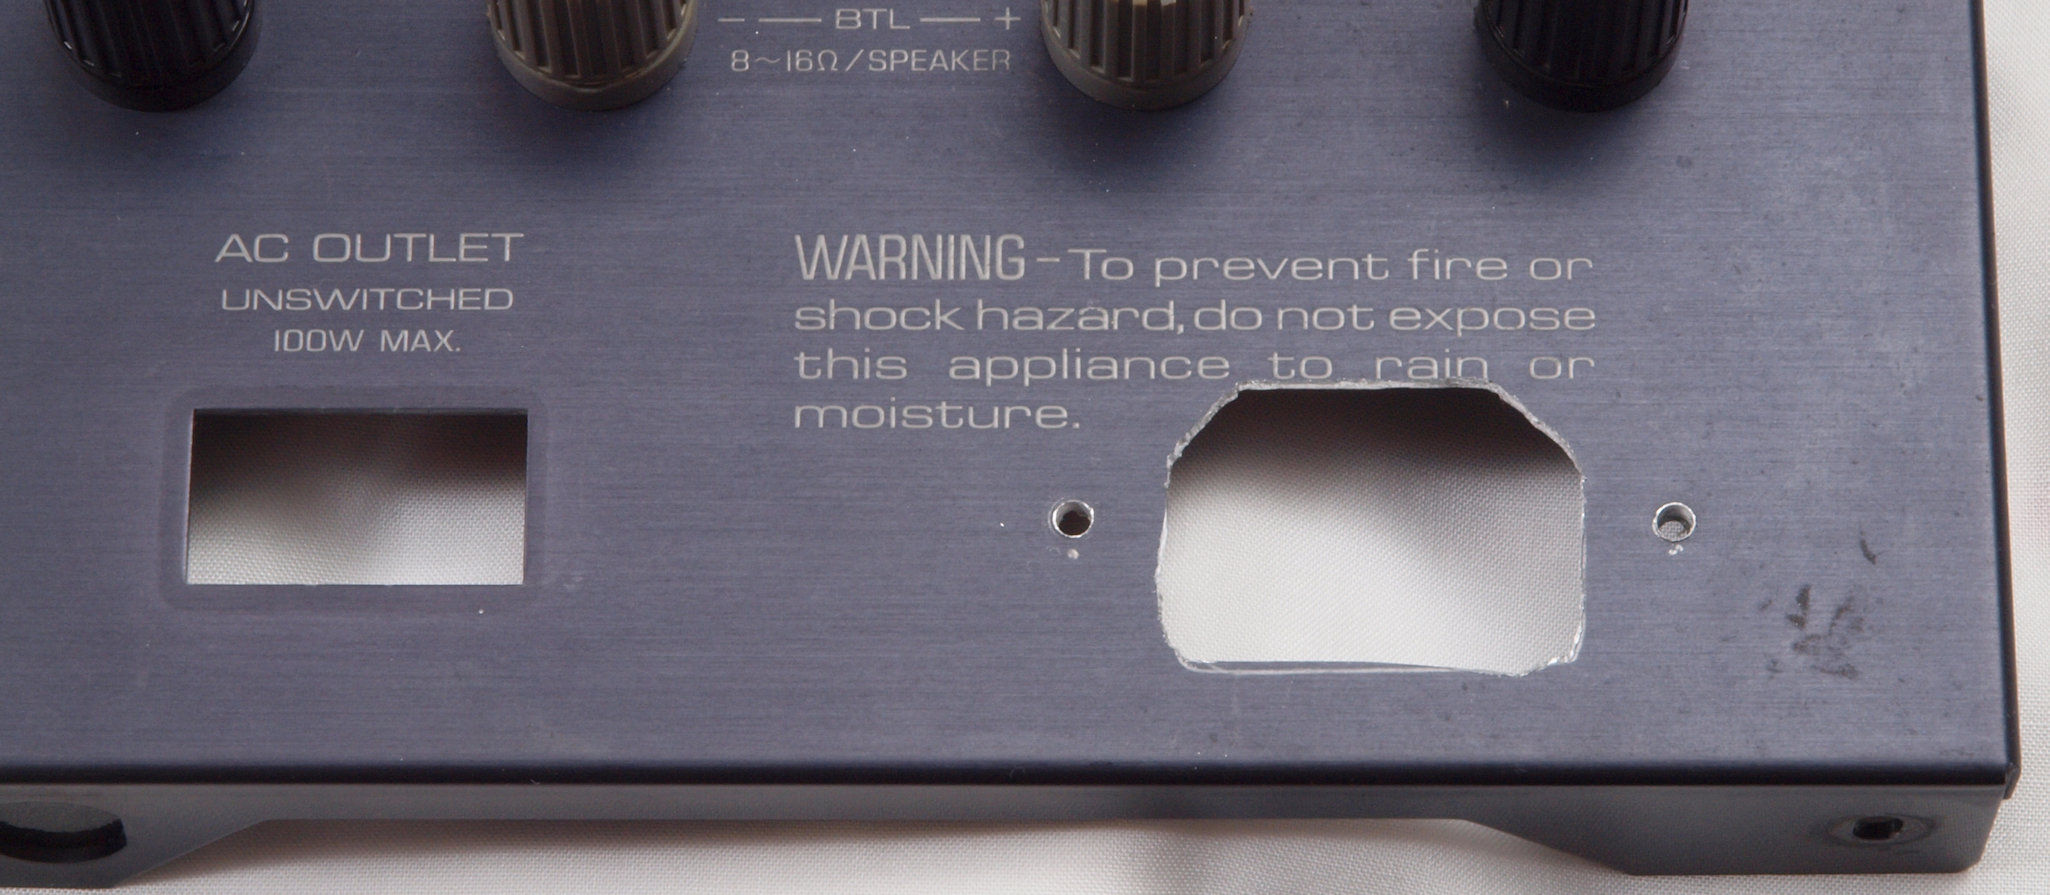 — — BTL — +
8~16Ω/SPEAKER
AC OUTLET
UNSWITCHED
100W MAX.
WARNING-To prevent fire or
shock hazard, do not expose
this appliance to rain or
moisture.